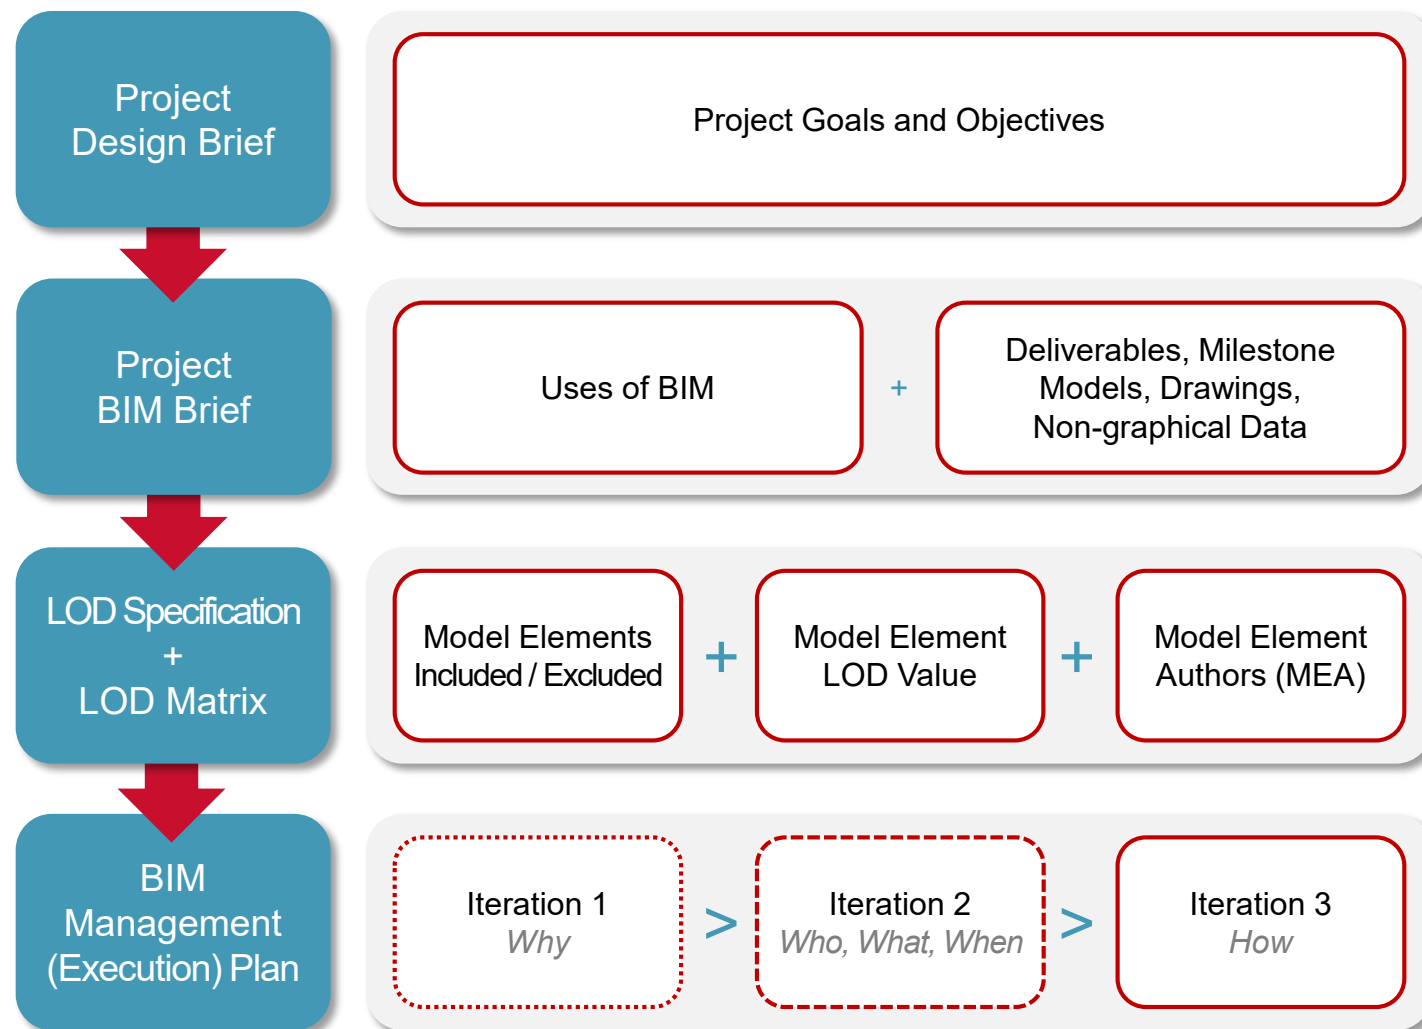 Project
Design Brief
Project Goals and Objectives
Project
BIM Brief
Uses of BIM
+
Deliverables, Milestone
Models, Drawings,
Non-graphical Data
LOD Specification
+
LOD Matrix
Model Elements
Included / Excluded
+
Model Element
LOD Value
+
Model Element
Authors (MEA)
BIM
Management
(Execution) Plan
Iteration 1
Why
>
Iteration 2
Who, What, When
>
Iteration 3
How